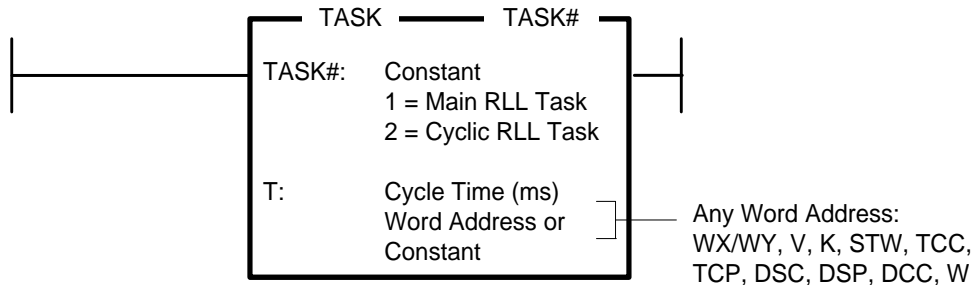 TASK TASK#
TASK#: Constant
1 = Main RLL Task
2 = Cyclic RLL Task
T: Cycle Time (ms)
Word Address or
Constant
Any Word Address:
WX/WY, V, K, STW, TCC,
TCP, DSC, DSP, DCC, W